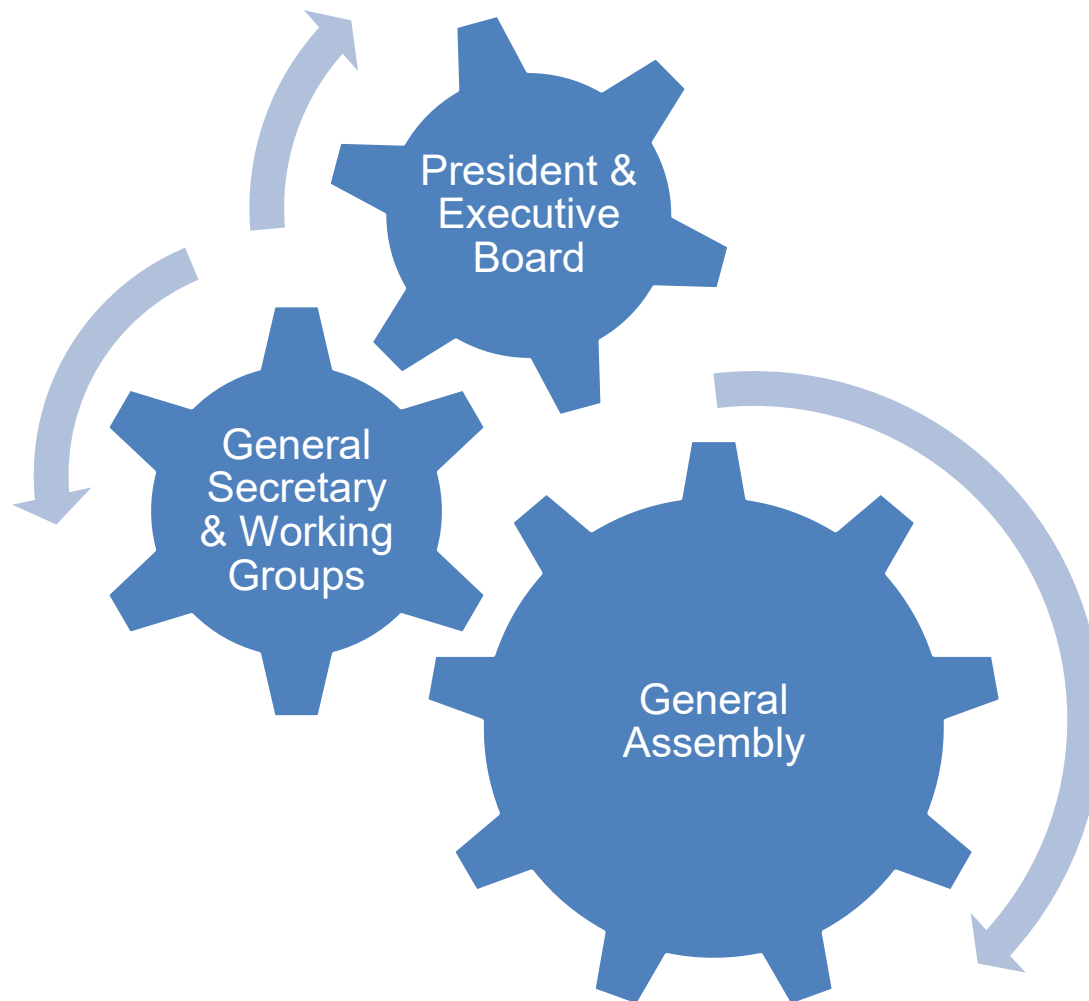 President &
Executive
Board
General
Secretary
& Working
Groups
General
Assembly